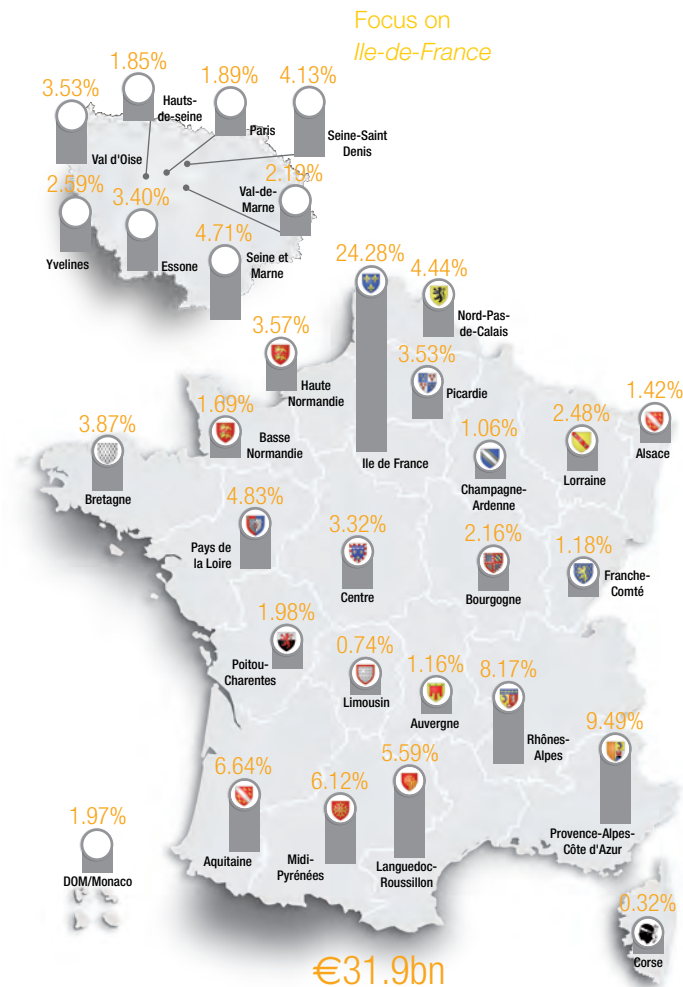 Focus on
Ile-de-France
3.53%
Val d'Oise
1.85%
Hauts-
de-seine
1.89%
Paris
4.13%
Seine-Saint
Denis
2.59%
Yvelines
3.40%
Essone
4.71%
Seine et
Marne
2.19%
Val-de-
Marne
24.28%
Ile de France
4.44%
Nord-Pas-
de-Calais
3.57%
Haute
Normandie
3.53%
Picardie
1.69%
Basse
Normandie
3.87%
Bretagne
1.06%
Champagne-
Ardenne
2.48%
Lorraine
1.42%
Alsace
4.83%
Pays de
la Loire
3.32%
Centre
2.16%
Bourgogne
1.18%
Franche-
Comté
1.98%
Poitou-
Charentes
0.74%
Limousin
1.16%
Auvergne
8.17%
Rhônes-
Alpes
9.49%
Provence-Alpes-
Côte d'Azur
6.64%
Aquitaine
6.12%
Midi-
Pyrénées
5.59%
Languedoc-
Roussillon
1.97%
DOM/Monaco
0.32%
Corse
€31.9bn